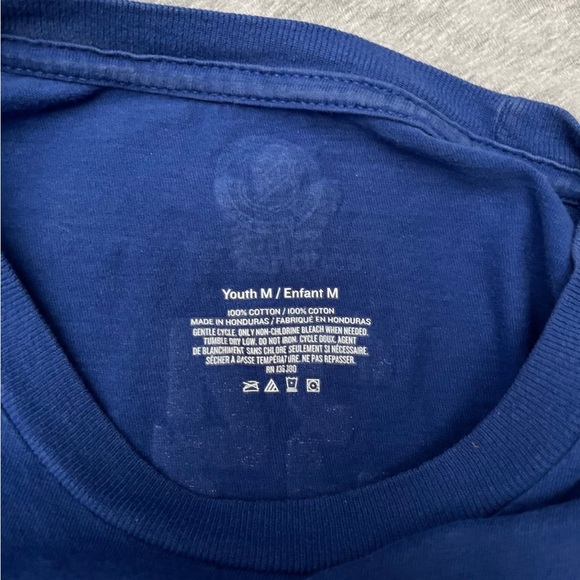 Youth M / Enfant M
100% COTTON / 100% COTON
MADE IN HONDURAS / FABRIQUÉ EN HONDURAS
GENTLE CYCLE. ONLY NON-CHLORINE BLEACH WHEN NEEDED.
TUMBLE DRY LOW. DO NOT IRON. CYCLE DOUX. AGENT
DE BLANCHIMENT SANS CHLORE SEULEMENT SI NÉCESSAIRE.
SÉCHER À BASSE TEMPÉRATURE. NE PAS REPASSER.
RN